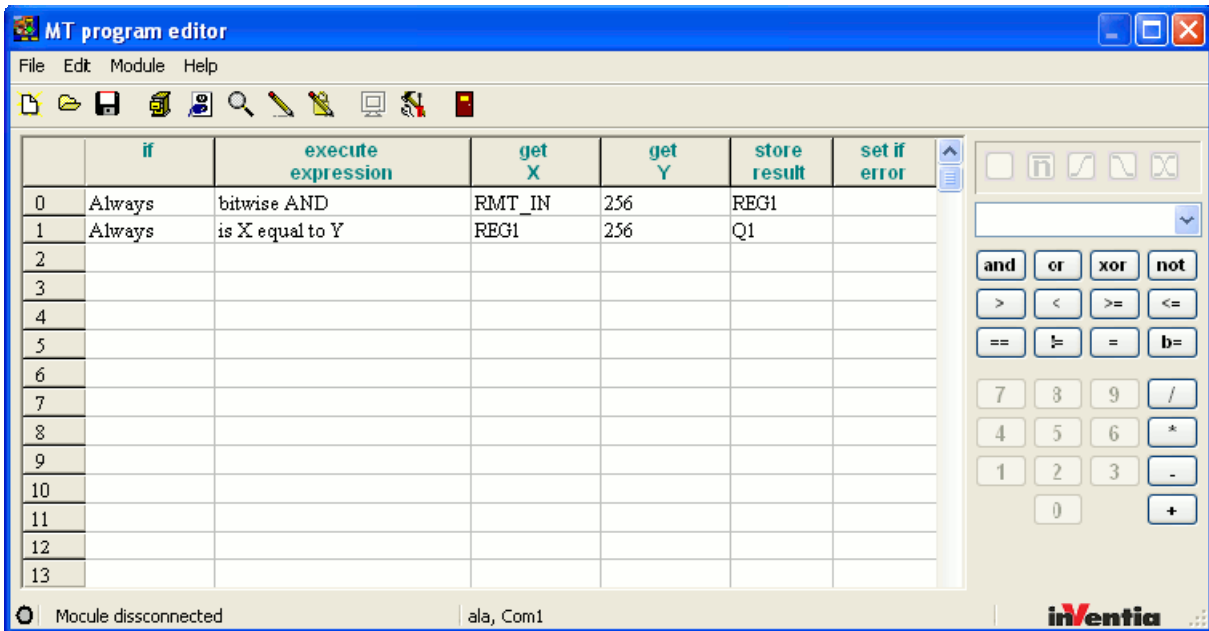 MT program editor
File Edit Module Help
if execute expression get X get Y store result set if error
0 Always bitwise AND RMT_IN 256 REG1
1 Always is X equal to Y REG1 256 Q1
2
3
4
5
6
7
8
9
10
11
12
13
n
and or xor not
> < >= <=
== != = b=
7 8 9 /
4 5 6 *
1 2 3 -
0 +
Mocule dissconnected ala, Com1 inVentia